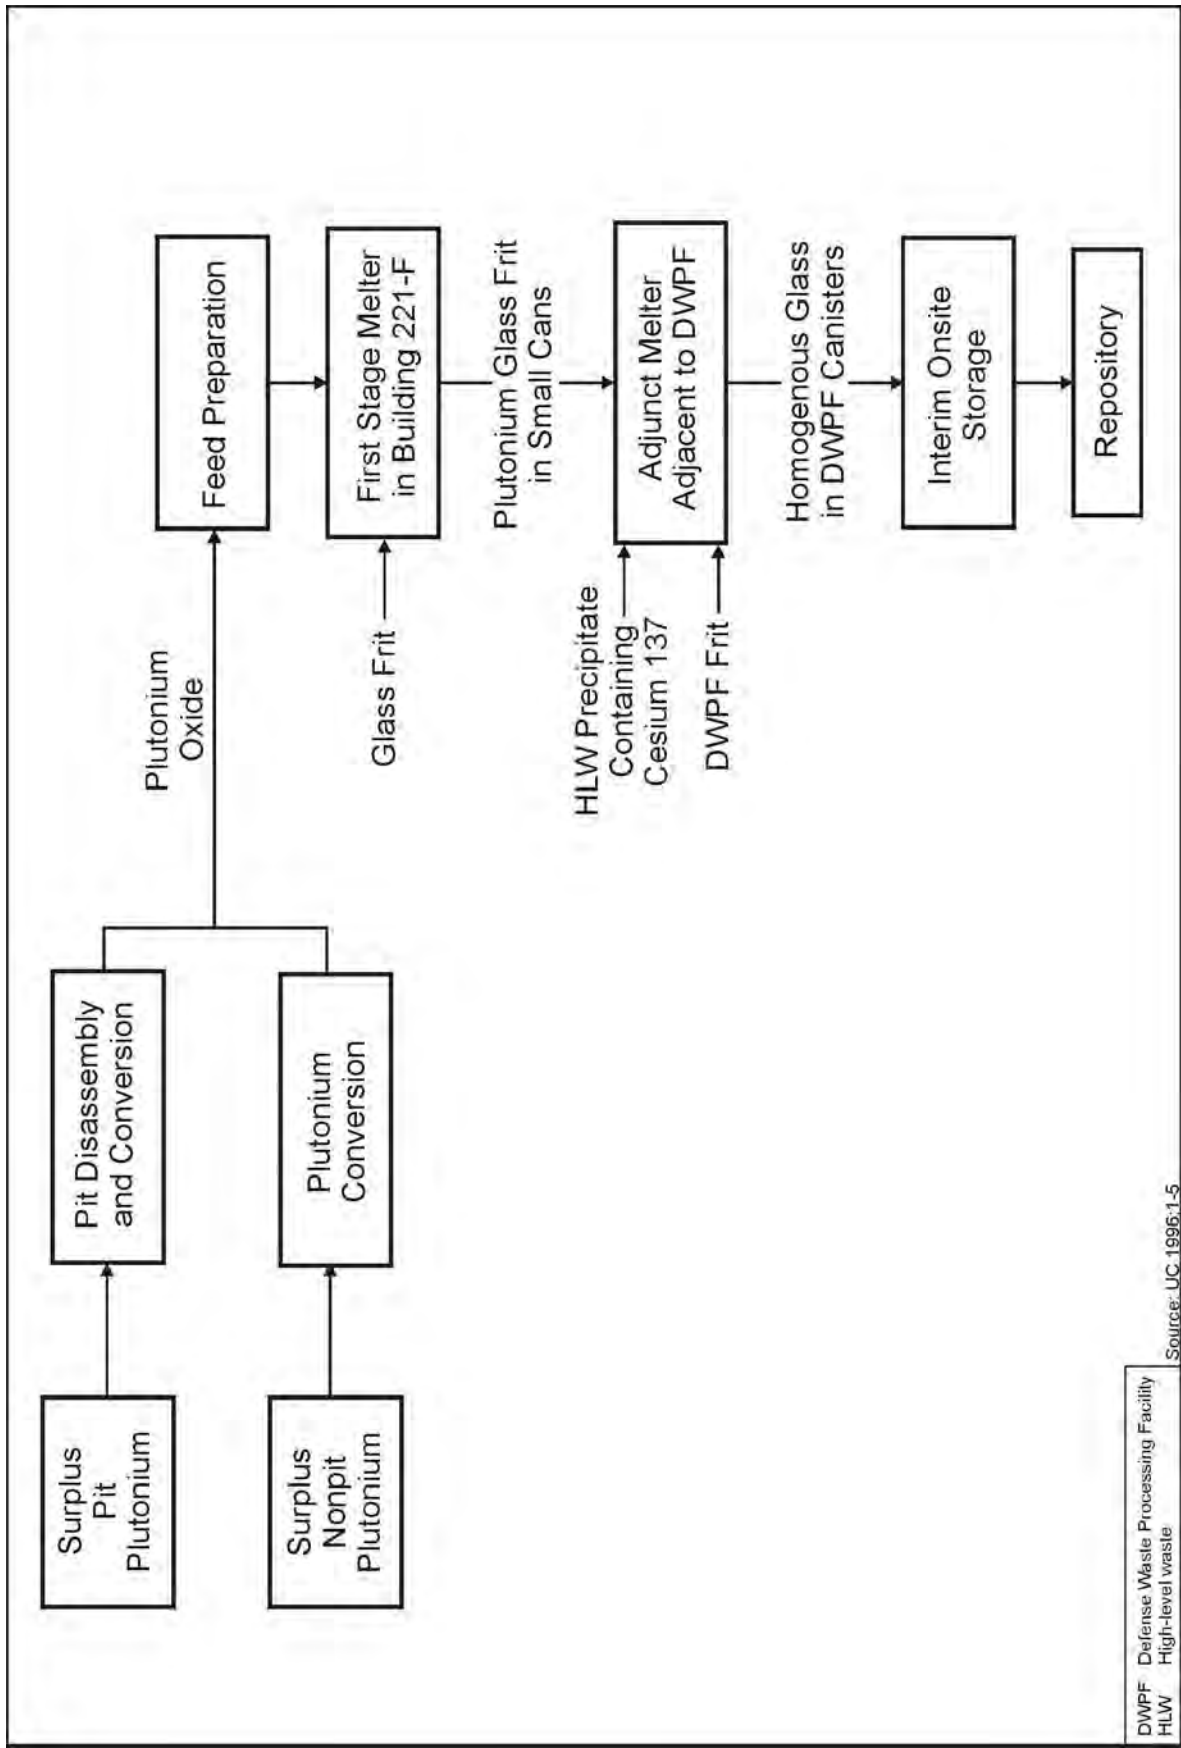 Surplus
Pit
Plutonium
Pit Disassembly
and Conversion
Surplus
Nonpit
Plutonium
Plutonium
Conversion
Plutonium
Oxide
Feed Preparation
Glass Frit
First Stage Melter
in Building 221-F
Plutonium Glass Frit
in Small Cans
HLW Precipitate
Containing
Cesium 137
DWPF Frit
Adjunct Melter
Adjacent to DWPF
Homogenous Glass
in DWPF Canisters
Interim Onsite
Storage
Repository
DWPF Defense Waste Processing Facility
HLW High-level waste
Source: UC 1996:1-5